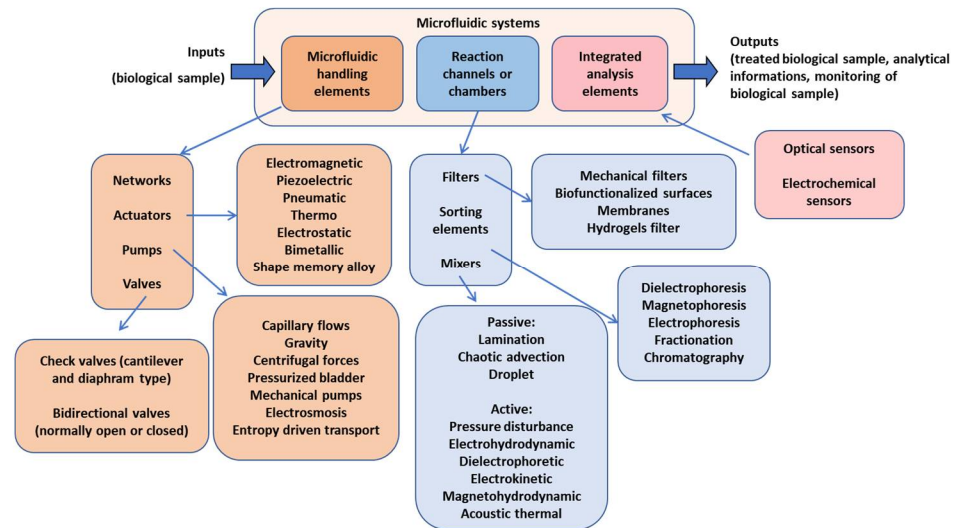 Microfluidic systems
Inputs
(biological sample)
Microfluidic
handling
elements
Reaction
channels or
chambers
Integrated
analysis
elements
Outputs
(treated biological sample, analytical
informations, monitoring of
biological sample)
Optical sensors
Electrochemical
sensors
Networks
Actuators
Pumps
Valves
Electromagnetic
Piezoelectric
Pneumatic
Thermo
Electrostatic
Bimetallic
Shape memory alloy
Filters
Sorting
elements
Mixers
Mechanical filters
Biofunctionalized surfaces
Membranes
Hydrogels filter
Dielectrophoresis
Magnetophoresis
Electrophoresis
Fractionation
Chromatography
Check valves (cantilever
and diaphram type)
Bidirectional valves
(normally open or closed)
Capillary flows
Gravity
Centrifugal forces
Pressurized bladder
Mechanical pumps
Electrosmosis
Entropy driven transport
Passive:
Lamination
Chaotic advection
Droplet
Active:
Pressure disturbance
Electrohydrodynamic
Dielectrophoretic
Electrokinetic
Magnetohydrodynamic
Acoustic thermal